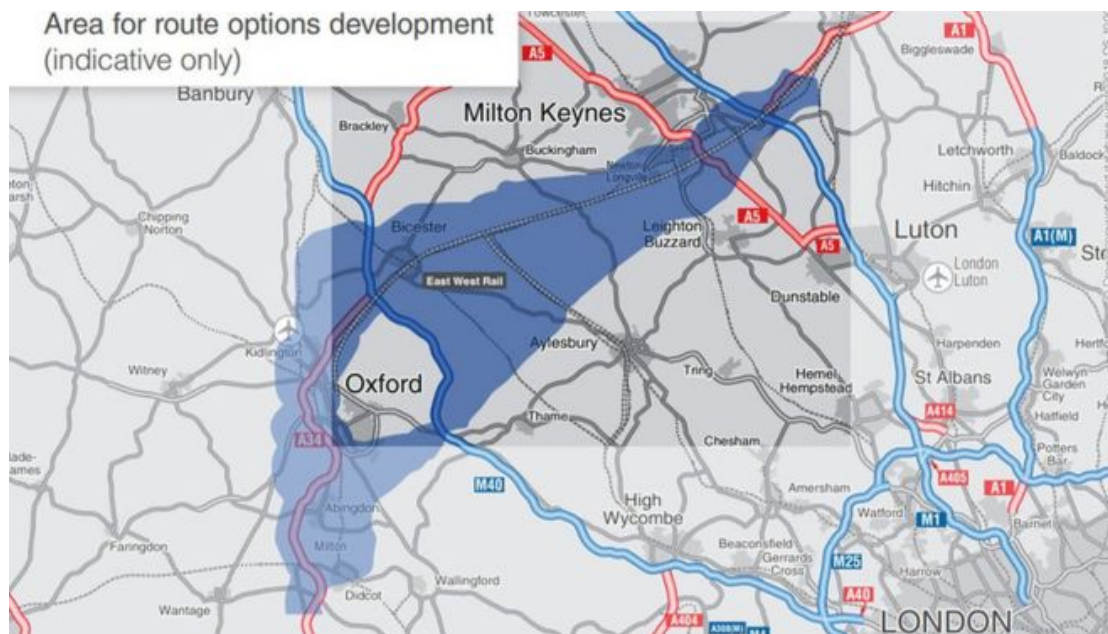 Area for route options development
(indicative only)
Towcester
A5
A1
Biggleswade
Banbury
Milton Keynes
Brackley
Buckingham
Newton
Longville
Letchworth
Baldock
Hitchin
Chipping
Norton
Bicester
Leighton
Buzzard
A5
A5
Luton
A1(M)
East West Rail
London
Luton
Dunstable
Kidlington
Aylesbury
Harpenden
Witney
Oxford
Tring
Hemel
Hempstead
St Albans
Welwyn
Garden
City
Hatfield
A414
Thame
A34
Chesham
Potters
Bar
A405
M40
Amersham
A1
High
Wycombe
Watford
M1
Barnet
Abingdon
Faringdon
Milton
Beaconsfield
Gerrards
Cross
M25
Harrow
Wallingford
Didcot
Wantage
A40
A404
A308(M)
LONDON